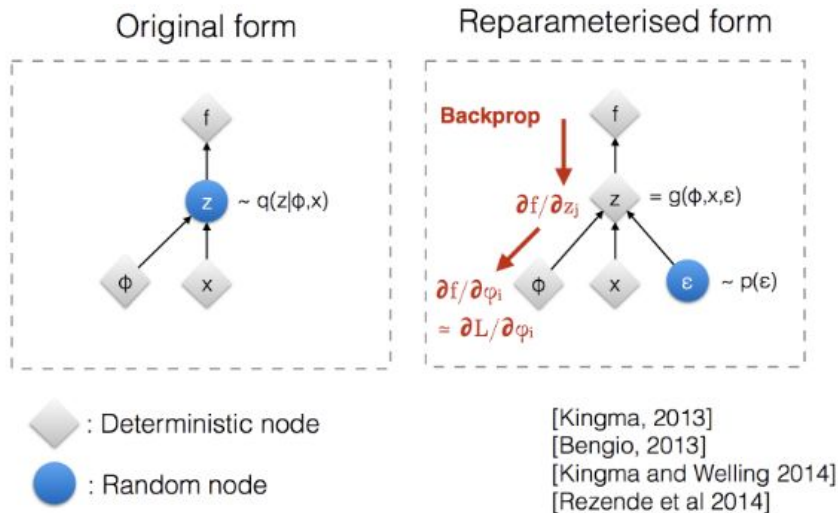 Original form
f
z ~ q(z|ϕ,x)
ϕ x
Reparameterised form
Backprop
f
∂f/∂zⱼ z = g(ϕ,x,ε)
∂f/∂φᵢ ϕ x ε ~ p(ε)
≃ ∂L/∂φᵢ
: Deterministic node
: Random node
[Kingma, 2013]
[Bengio, 2013]
[Kingma and Welling 2014]
[Rezende et al 2014]